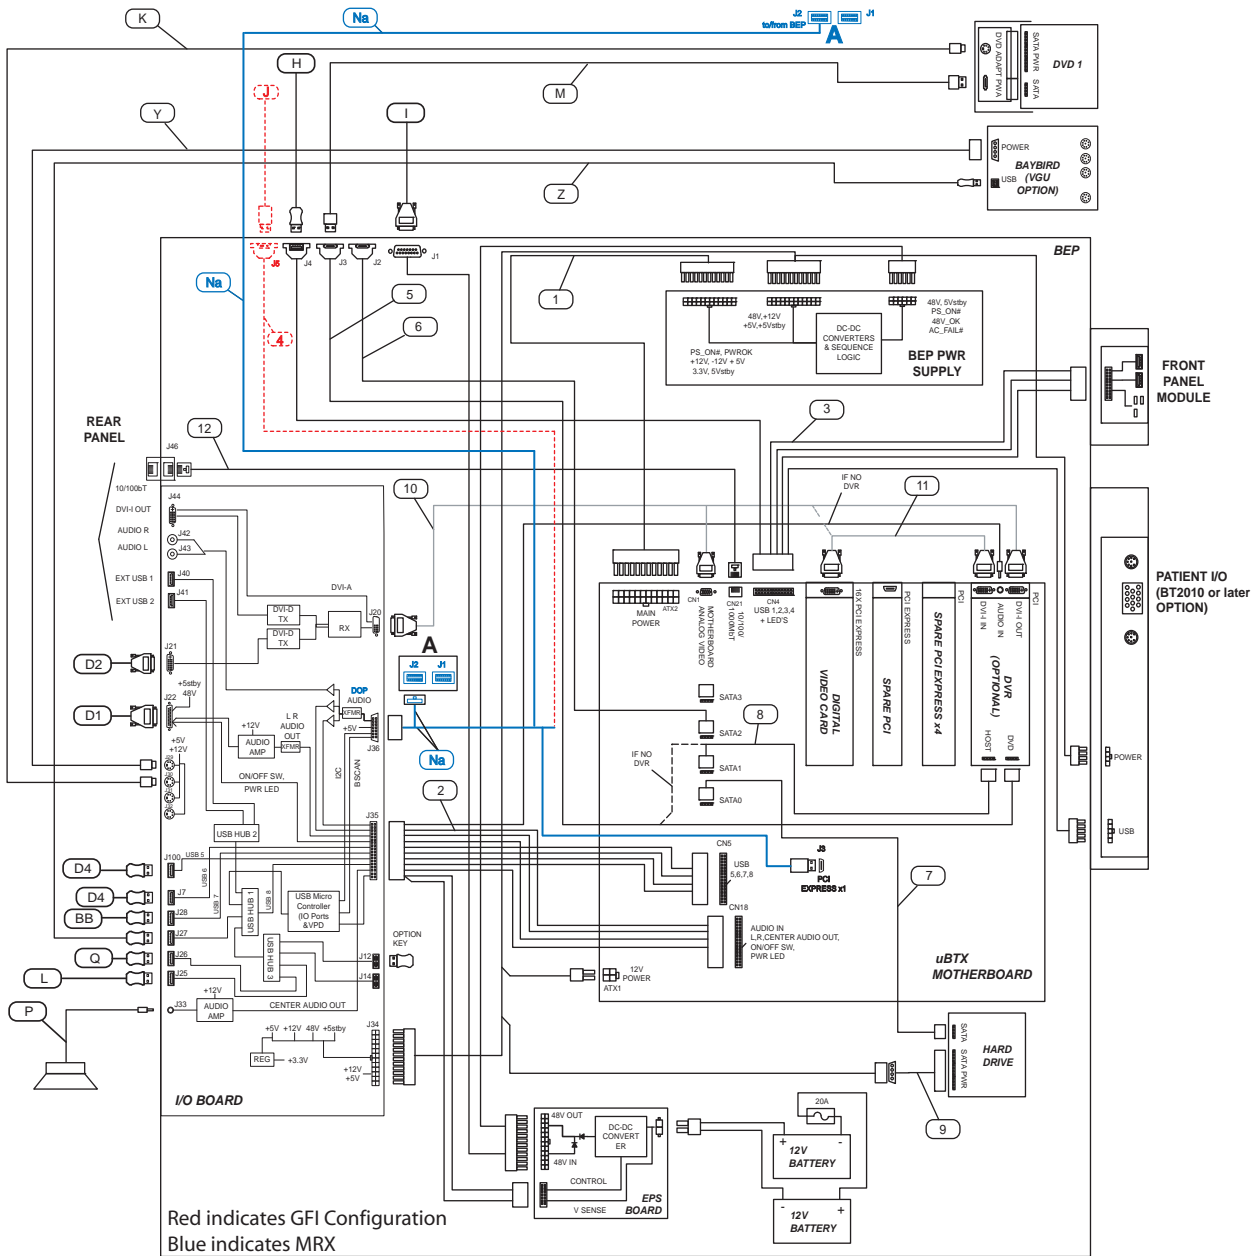 K
Na
J2
J1
to/from BEP
A
DVD ADAPT PWA
SATA PWR
SATA
DVD 1
H
J
M
I
Y
Z
POWER
BAYBIRD
(VGU
OPTION)
USB
BEP
J5
J4
J3
J2
J1
Na
1
5
6
4
48V,+12V
+5V,+5Vstby
48V, 5Vstby
PS_ON#
48V_OK
AC_FAIL#
DC-DC
CONVERTERS
& SEQUENCE
LOGIC
PS_ON#, PWROK
+12V, -12V + 5V
3.3V, 5Vstby
BEP PWR
SUPPLY
FRONT
PANEL
MODULE
REAR
PANEL
12
3
J46
10/100bT
10
IF NO
DVR
11
J44
DVI-I OUT
AUDIO R
J42
AUDIO L
J43
EXT USB 1
J40
EXT USB 2
J41
DVI-A
DVI-D
TX
DVI-D
TX
RX
J20
J21
D2
A
J2
J1
MAIN
POWER
ATX2
CN1
MOTHERBOARD
ANALOG VIDEO
CN21
10/100/
1000MbT
CN4
USB 1,2,3,4
+ LED'S
16X PCI EXPRESS
DIGITAL
VIDEO CARD
PCI EXPRESS
SPARE PCI
PCI
SPARE PCI EXPRESS x4
PCI
DVI-I IN
AUDIO IN
DVI-I OUT
DVR
(OPTIONAL)
HOST
DVD
PATIENT I/O
(BT2010 or later
OPTION)
POWER
USB
D1
J22
+5stby
48V
+5V
+12V
+12V
AUDIO
AMP
L R
AUDIO
OUT
XFMR
DOP
AUDIO
XFMR
+5V
J36
ON/OFF SW,
PWR LED
I2C
BSCAN
Na
2
SATA3
SATA2
SATA1
SATA0
IF NO
DVR
8
USB HUB 2
J35
J100
USB 5
USB 6
D4
J7
D4
USB 7
J28
BB
J27
USB HUB 1
USB 8
USB Micro
Controller
(IO Ports
&VPD
J26
Q
USB HUB 3
J25
L
OPTION
KEY
J12
J14
CN5
USB
5,6,7,8
J3
PCI
EXPRESS x1
CN18
AUDIO IN
L,R,CENTER AUDIO OUT,
ON/OFF SW,
PWR LED
7
uBTX
MOTHERBOARD
12V
POWER
ATX1
P
J33
+12V
AUDIO
AMP
CENTER AUDIO OUT
+5V
+12V
48V
+5stby
J34
REG
+3.3V
+12V
+5V
I/O BOARD
SATA
SATA PWR
HARD
DRIVE
9
48V OUT
48V IN
DC-DC
CONVERT
ER
CONTROL
V SENSE
EPS
BOARD
20A
+
-
12V
BATTERY
-
+
12V
BATTERY
Red indicates GFI Configuration
Blue indicates MRX